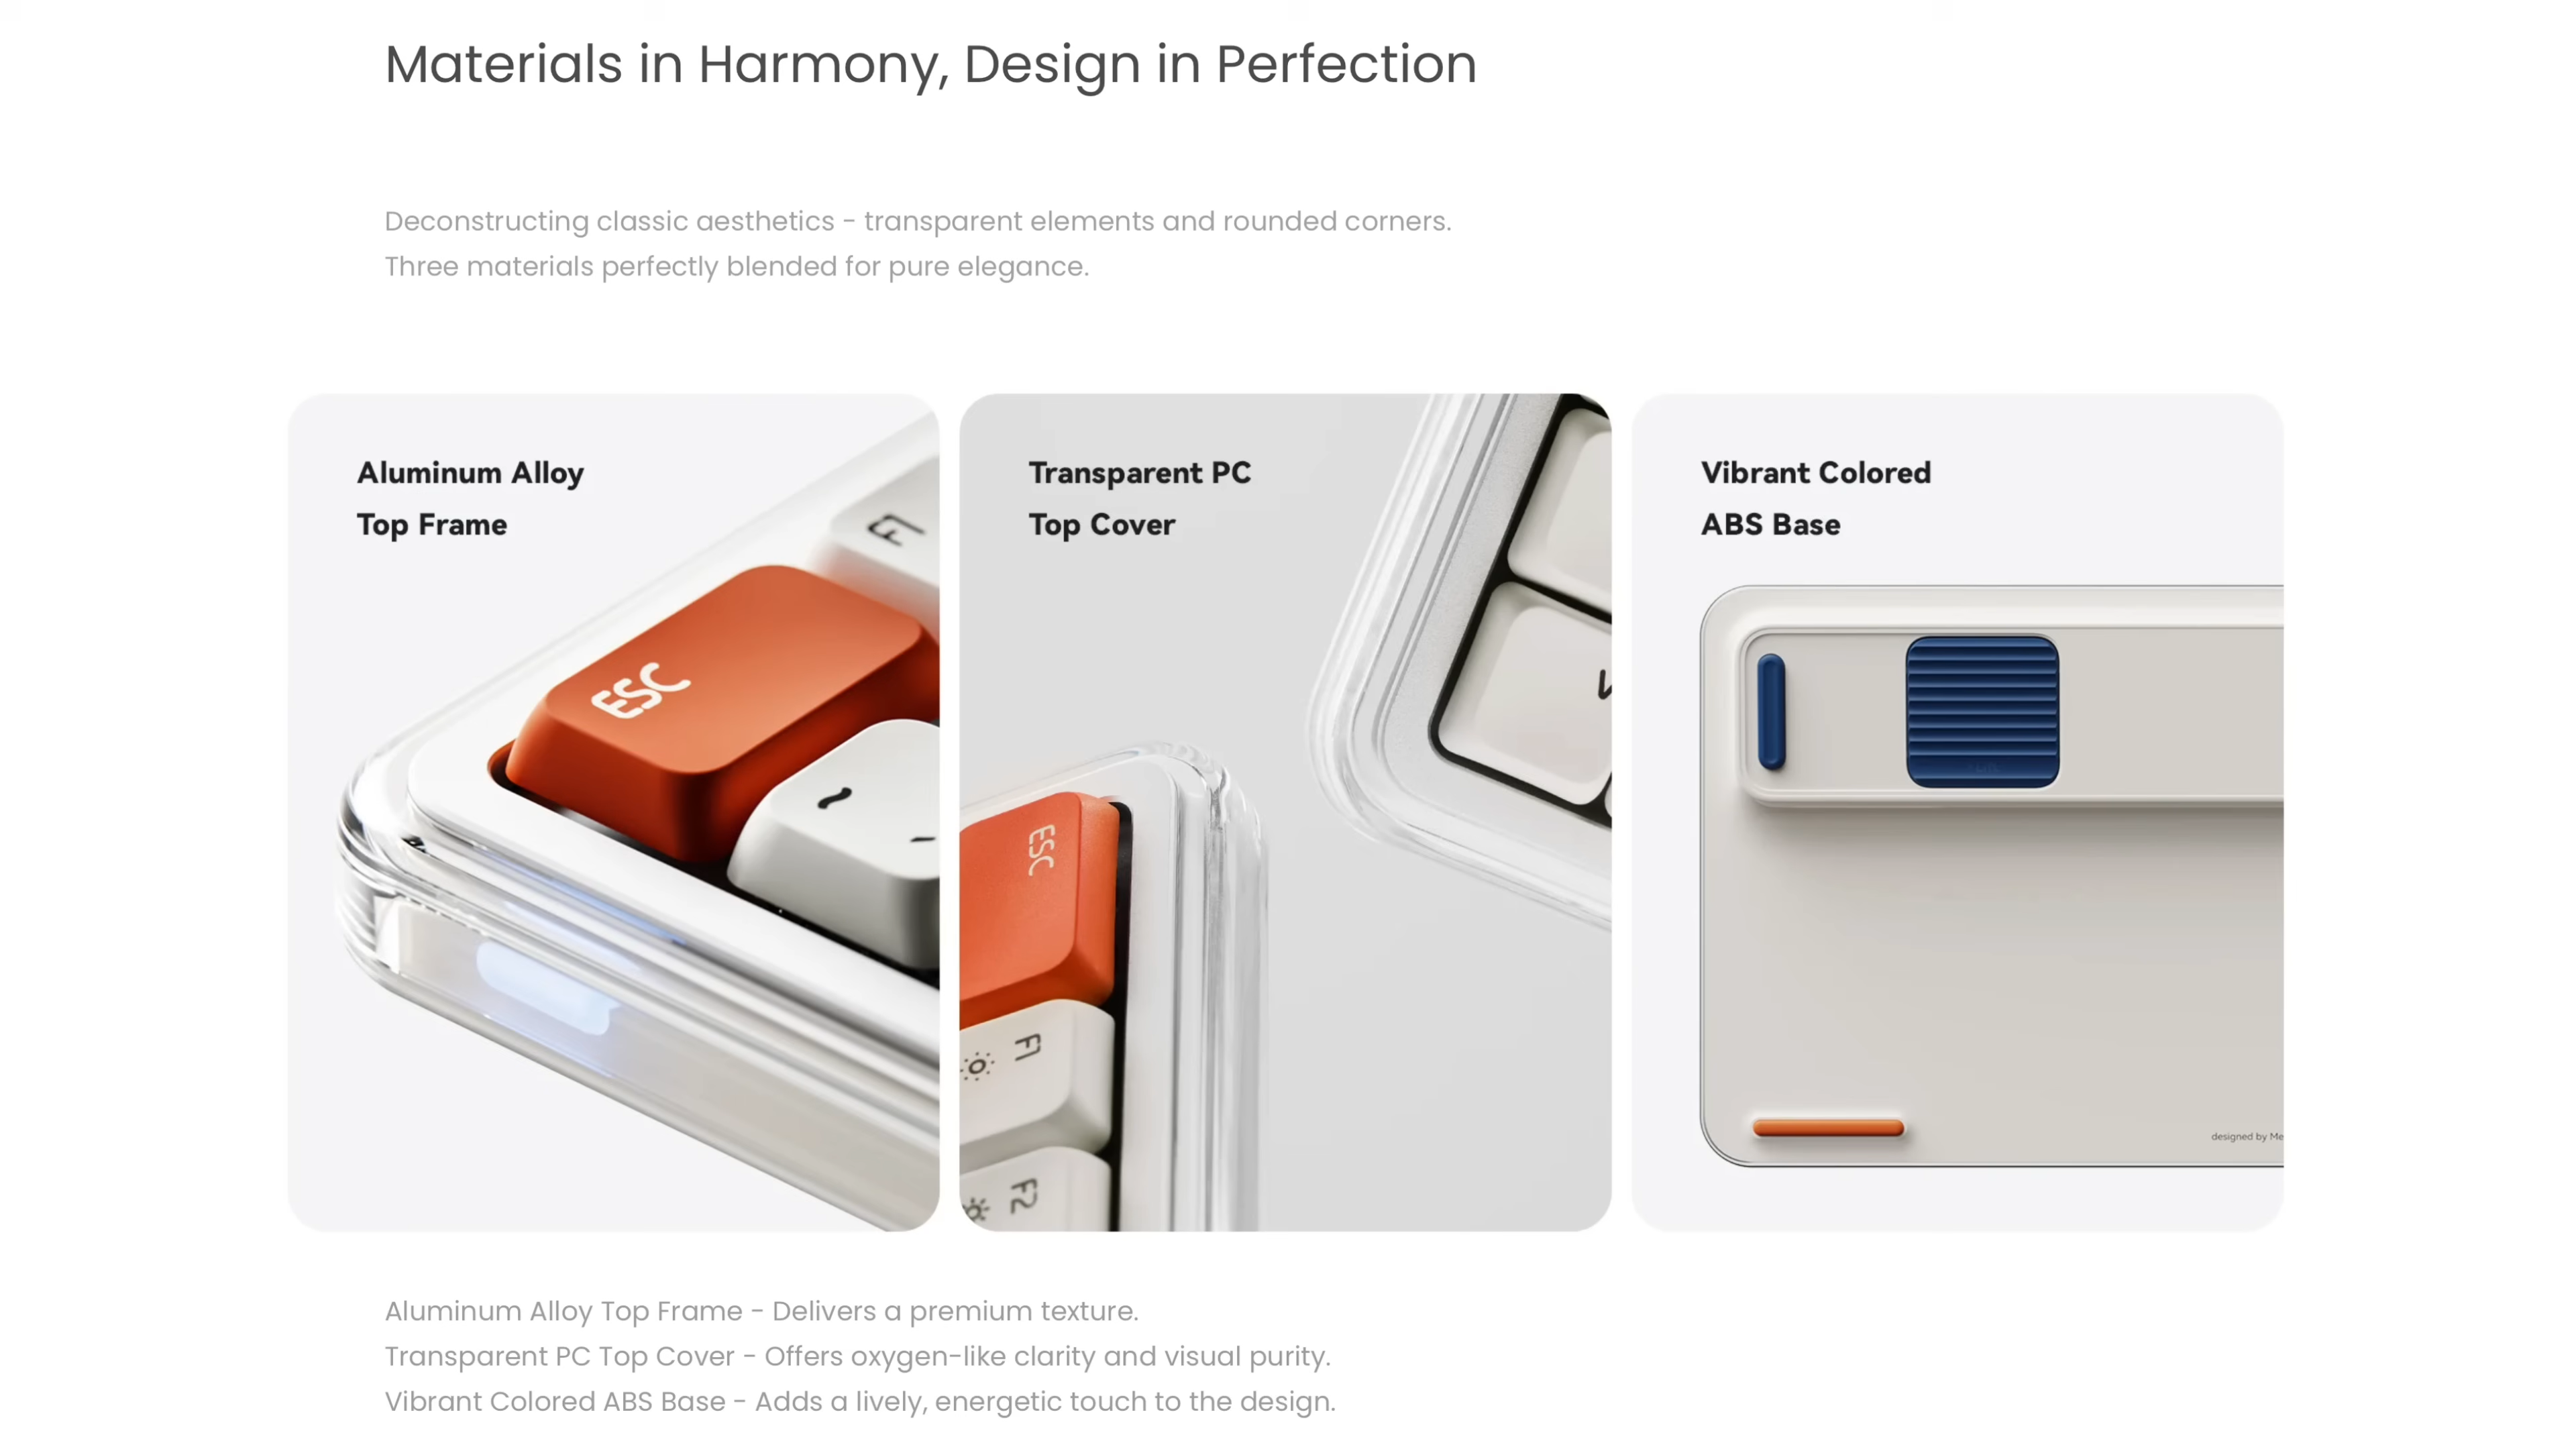 Materials in Harmony, Design in Perfection
Deconstructing classic aesthetics - transparent elements and rounded corners.
Three materials perfectly blended for pure elegance.
Aluminum Alloy
Top Frame
F1
ESC
~
Transparent PC
Top Cover
ESC
F1
F2
Vibrant Colored
ABS Base
designed by Me
Aluminum Alloy Top Frame - Delivers a premium texture.
Transparent PC Top Cover - Offers oxygen-like clarity and visual purity.
Vibrant Colored ABS Base - Adds a lively, energetic touch to the design.